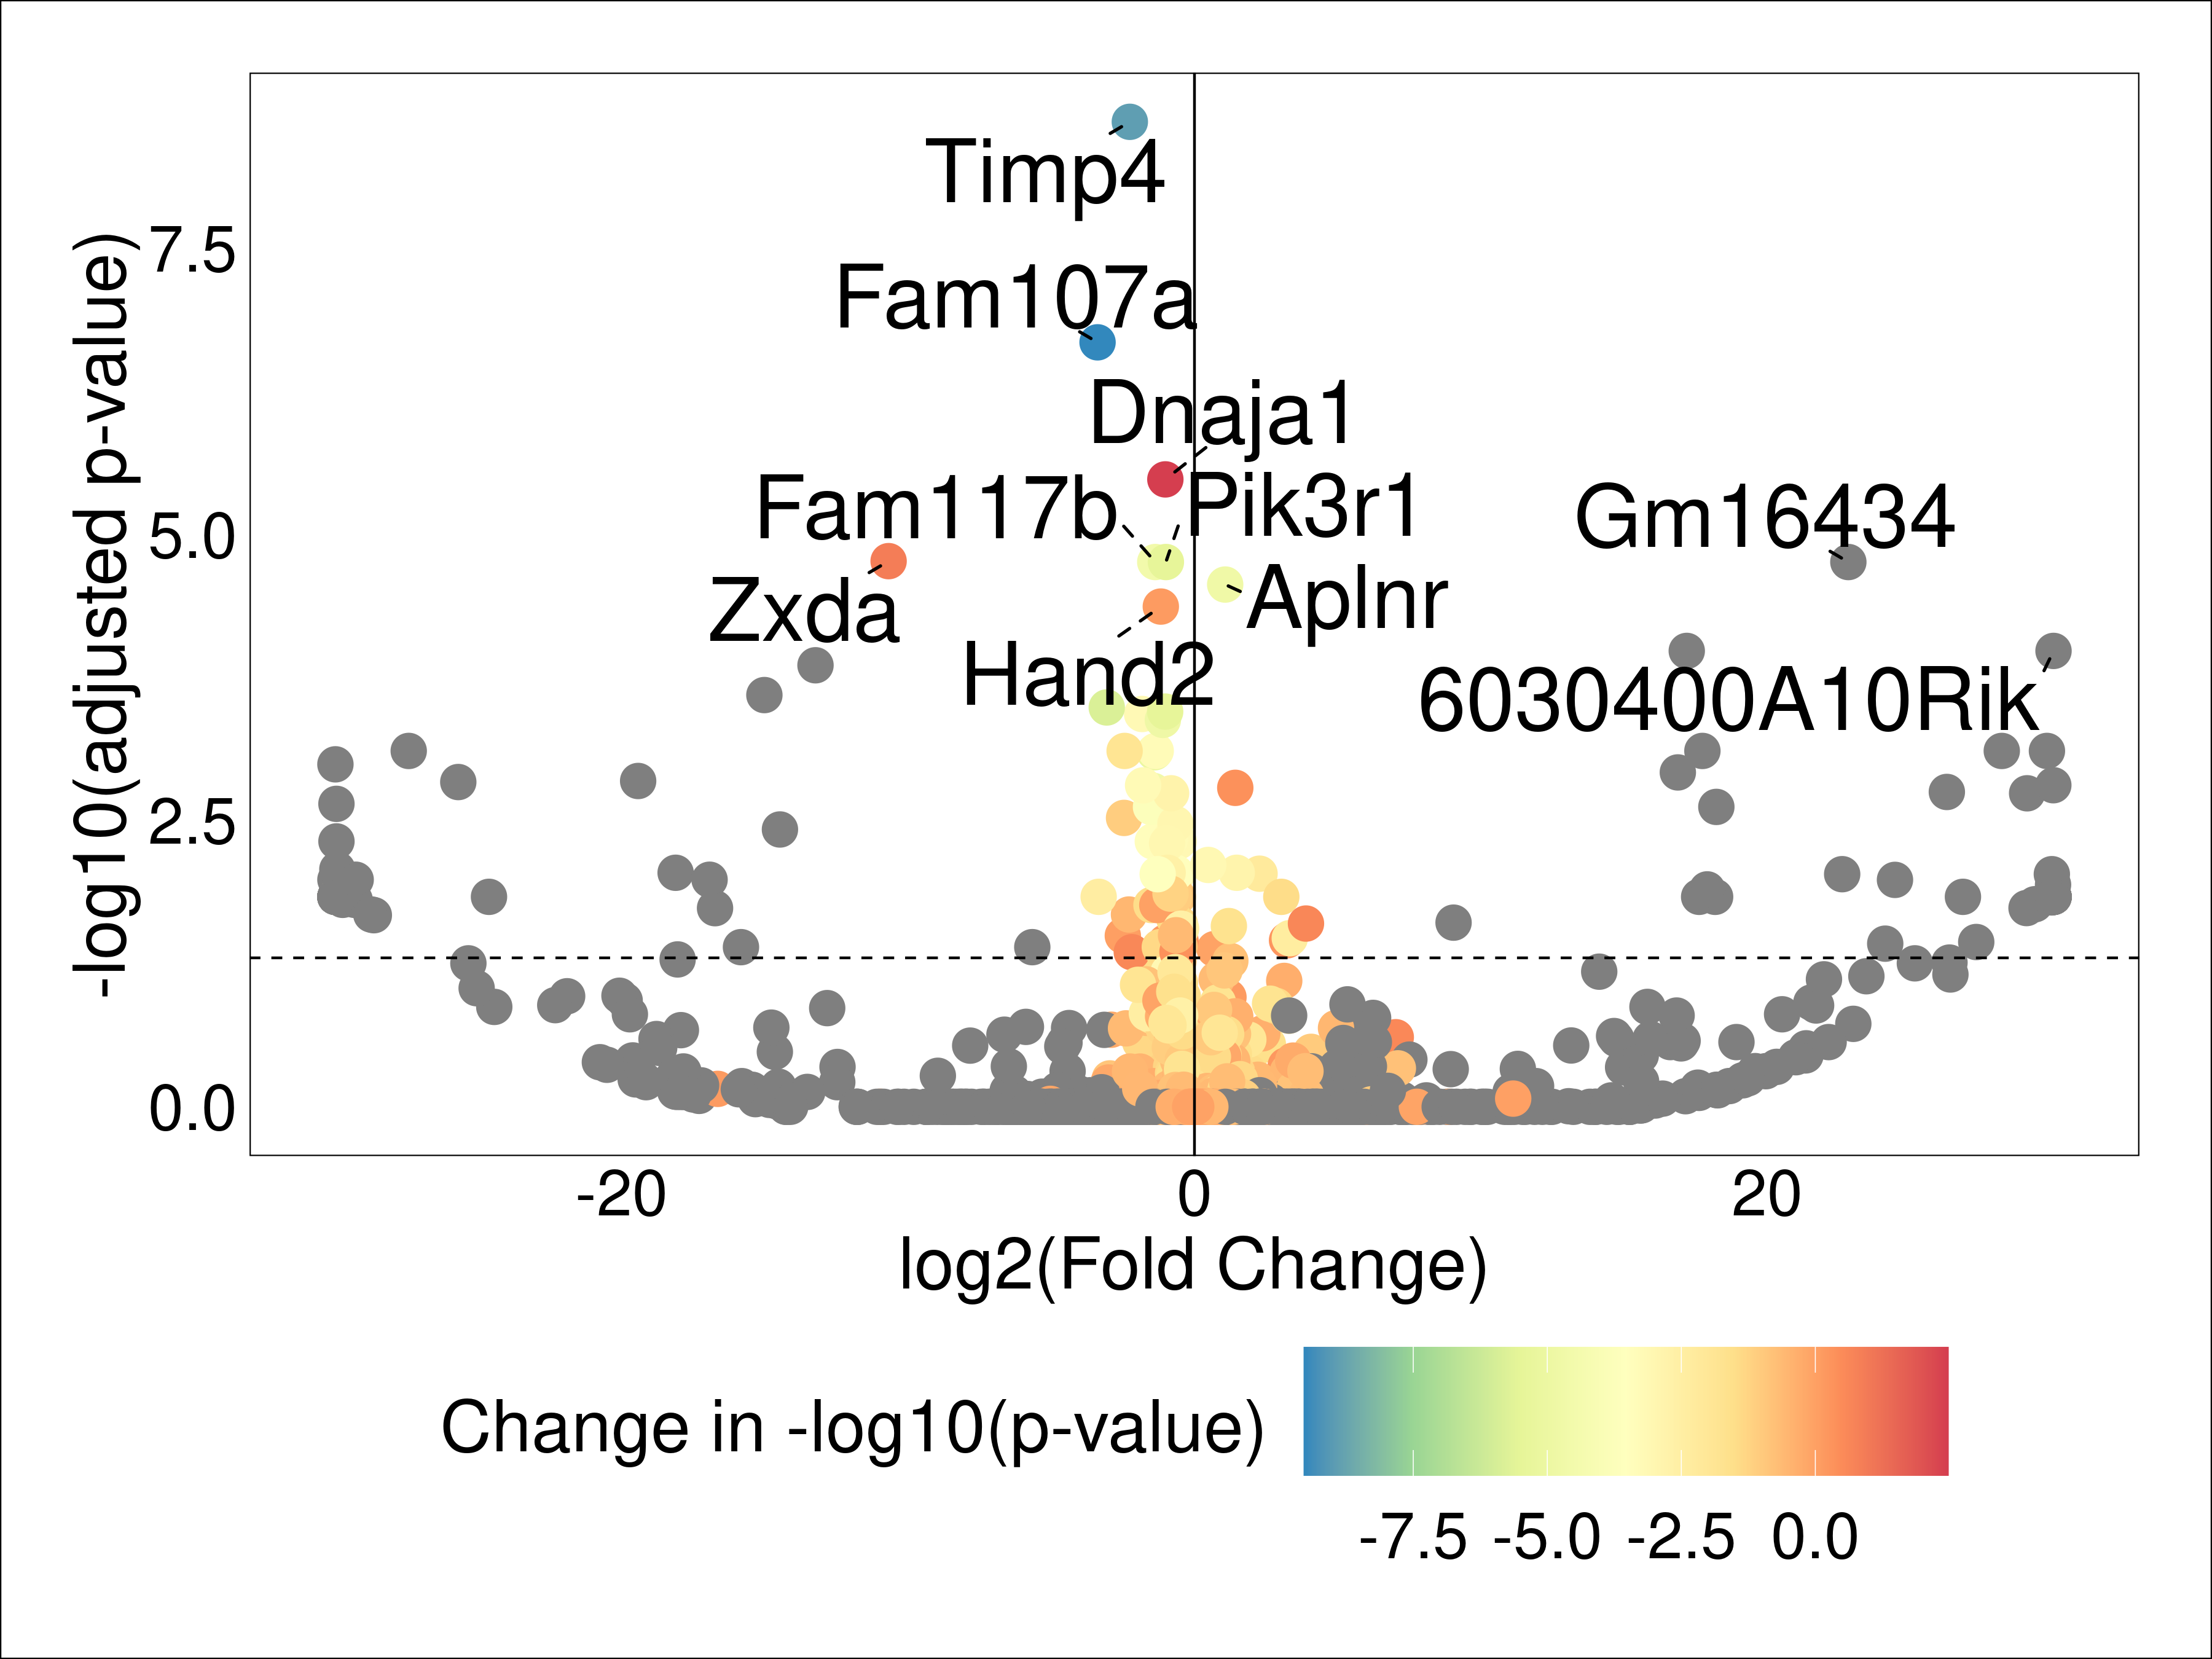 Timp4
7.5
Fam107a
Dnaja1
Fam117b
Pik3r1
Gm16434
5.0
Zxda
Aplnr
Hand2
6030400A10Rik
2.5
0.0
-log10(adjusted p-value)
-20
0
20
log2(Fold Change)
Change in -log10(p-value)
-7.5 -5.0 -2.5 0.0